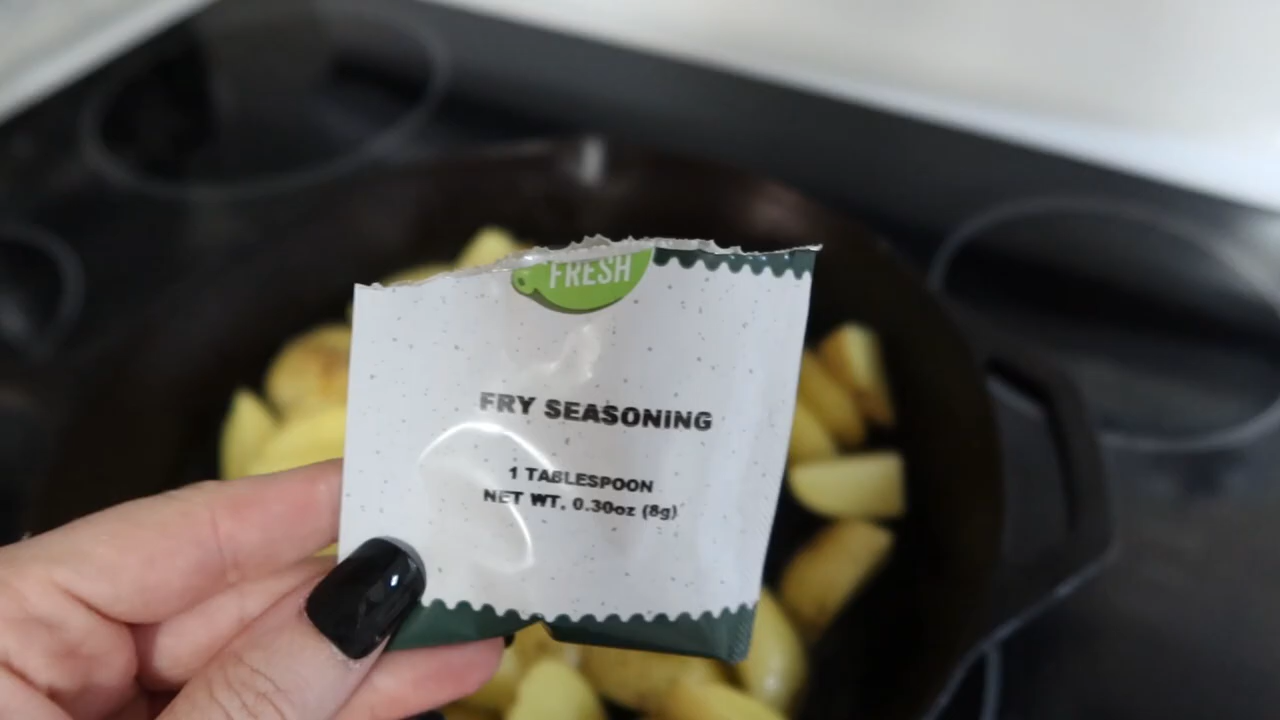 FRESH
FRY SEASONING
1 TABLESPOON
NET WT. 0.30oz (8g)